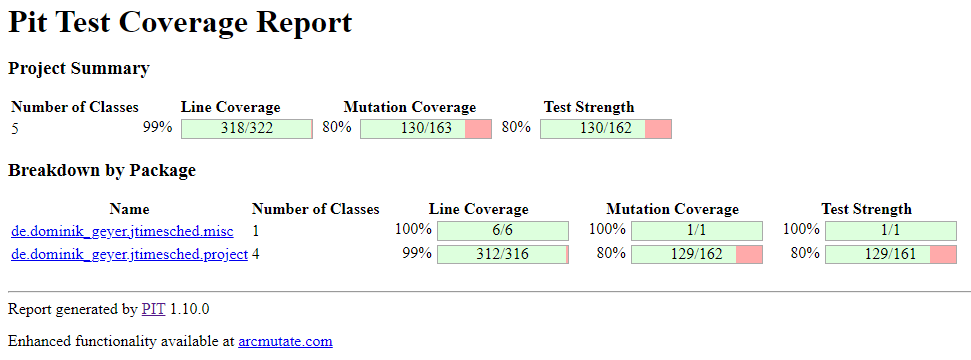 Pit Test Coverage Report
Project Summary
Number of Classes Line Coverage Mutation Coverage Test Strength
5 99% 318/322 80% 130/163 80% 130/162
Breakdown by Package
Name Number of Classes Line Coverage Mutation Coverage Test Strength
de.dominik_geyer.jtimesched.misc 1 100% 6/6 100% 1/1 100% 1/1
de.dominik_geyer.jtimesched.project 4 99% 312/316 80% 129/162 80% 129/161
Report generated by PIT 1.10.0
Enhanced functionality available at arcmutate.com